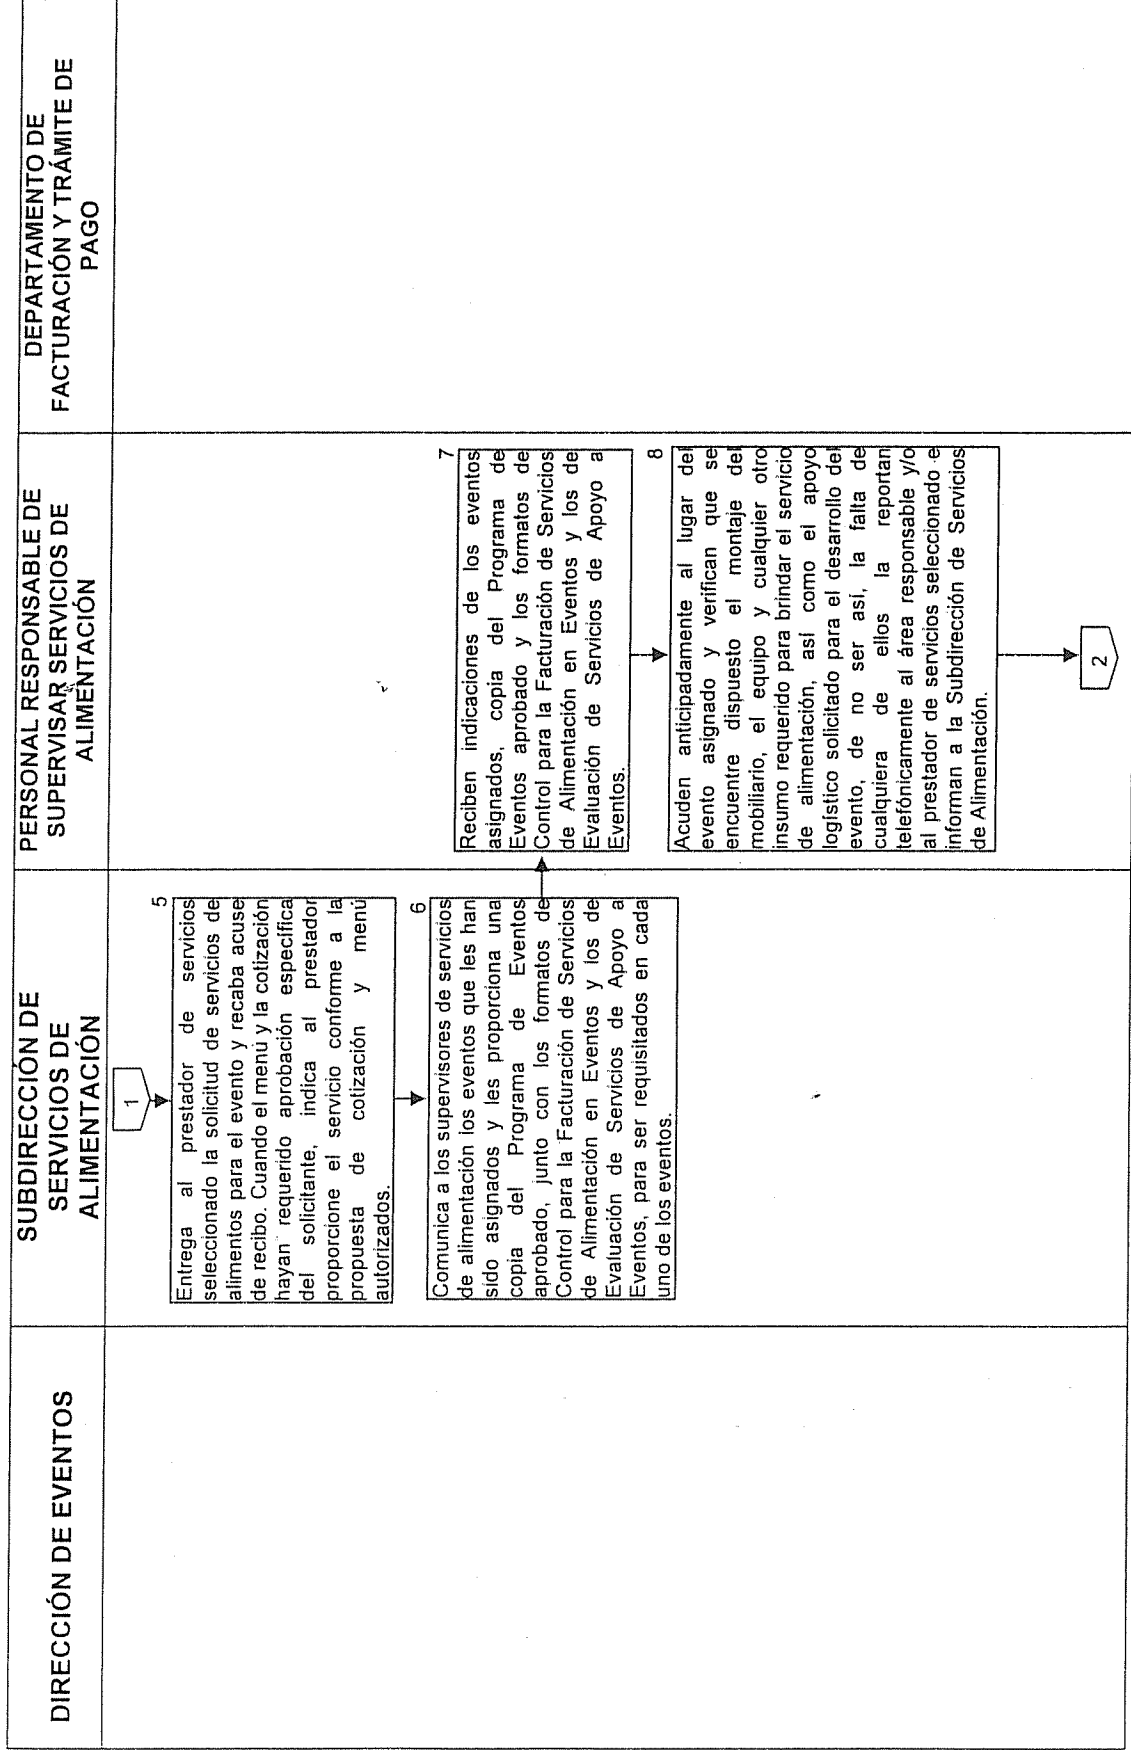 DIRECCIÓN DE EVENTOS
SUBDIRECCIÓN DE
SERVICIOS DE
ALIMENTACIÓN
PERSONAL RESPONSABLE DE
SUPERVISAR SERVICIOS DE
ALIMENTACIÓN
DEPARTAMENTO DE
FACTURACIÓN Y TRÁMITE DE
PAGO
1
5
Entrega al prestador de servicios
seleccionado la solicitud de servicios de
alimentos para el evento y recaba acuse
de recibo. Cuando el menú y la cotización
hayan requerido aprobación específica
del solicitante, indica al prestador
proporcione el servicio conforme a la
propuesta de cotización y menú
autorizados.
6
Comunica a los supervisores de servicios
de alimentación los eventos que les han
sido asignados y les proporciona una
copia del Programa de Eventos
aprobado, junto con los formatos de
Control para la Facturación de Servicios
de Alimentación en Eventos y los de
Evaluación de Servicios de Apoyo a
Eventos, para ser requisitados en cada
uno de los eventos.
7
Reciben indicaciones de los eventos
asignados, copia del Programa de
Eventos aprobado y los formatos de
Control para la Facturación de Servicios
de Alimentación en Eventos y los de
Evaluación de Servicios de Apoyo a
Eventos.
8
Acuden anticipadamente al lugar del
evento asignado y verifican que se
encuentre dispuesto el montaje del
mobiliario, el equipo y cualquier otro
insumo requerido para brindar el servicio
de alimentación, así como el apoyo
logístico solicitado para el desarrollo del
evento, de no ser así, la falta de
cualquiera de ellos la reportan
telefónicamente al área responsable y/o
al prestador de servicios seleccionado e
informan a la Subdirección de Servicios
de Alimentación.
2